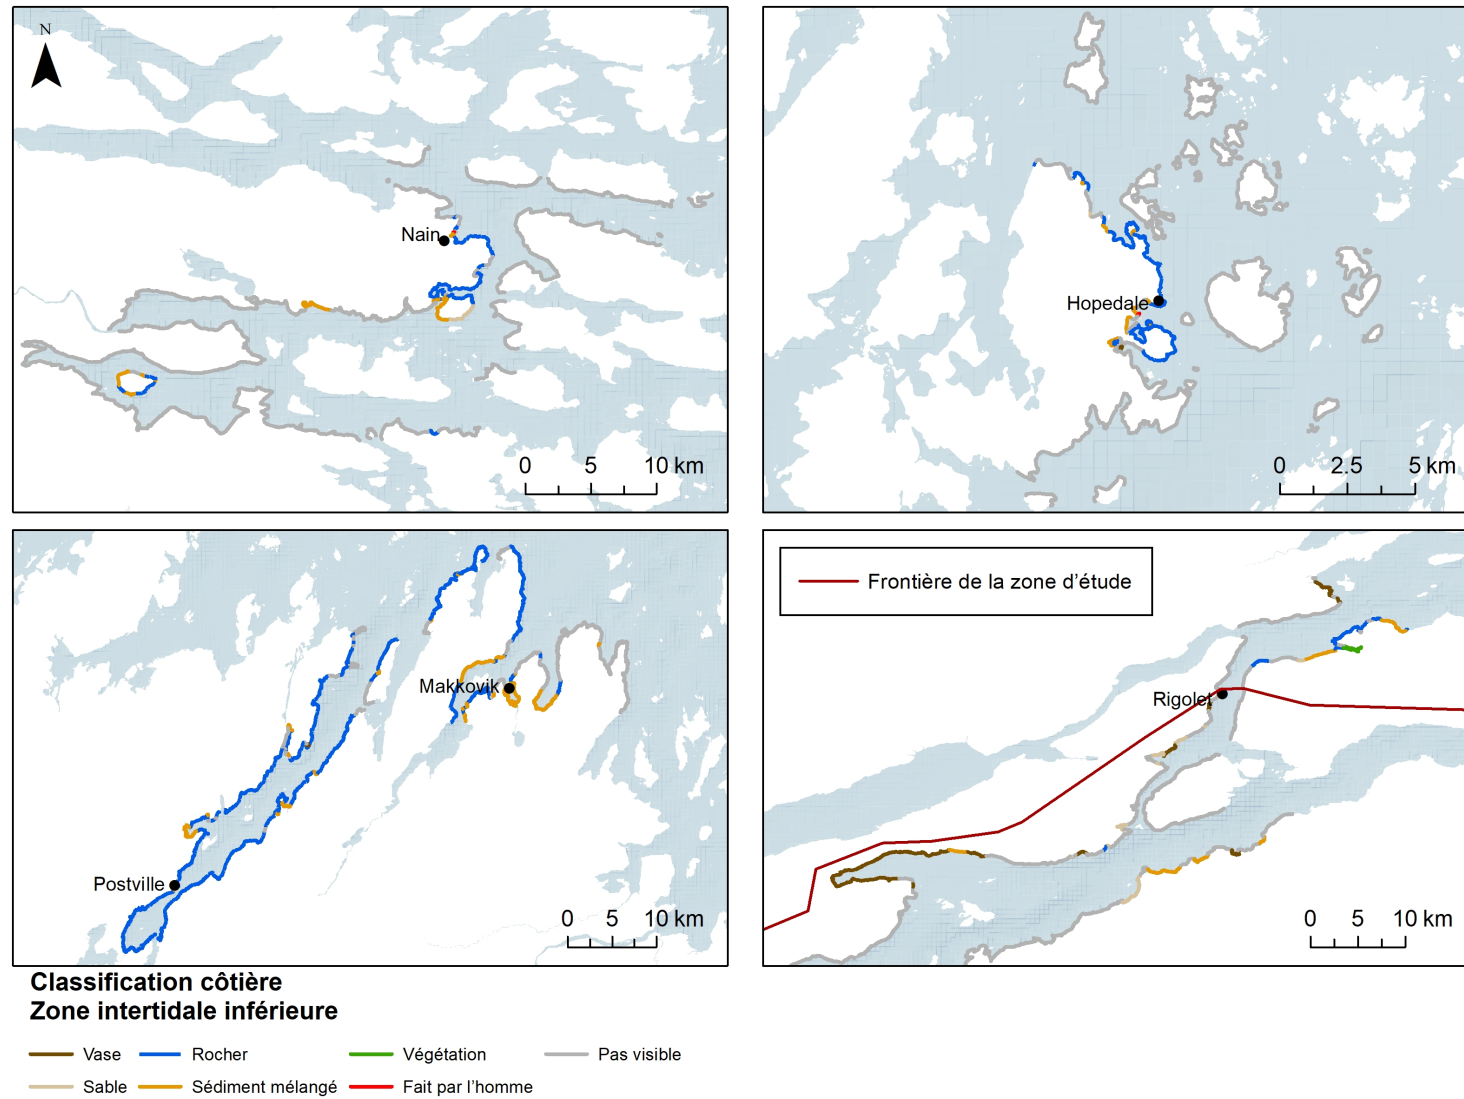 N
Nain
0 5 10 km
Hopedale
0 2.5 5 km
Makkovik
Postville
0 5 10 km
Frontière de la zone d'étude
Rigolet
0 5 10 km
Classification côtière
Zone intertidale inférieure
Vase Rocher Végétation Pas visible
Sable Sédiment mélangé Fait par l'homme